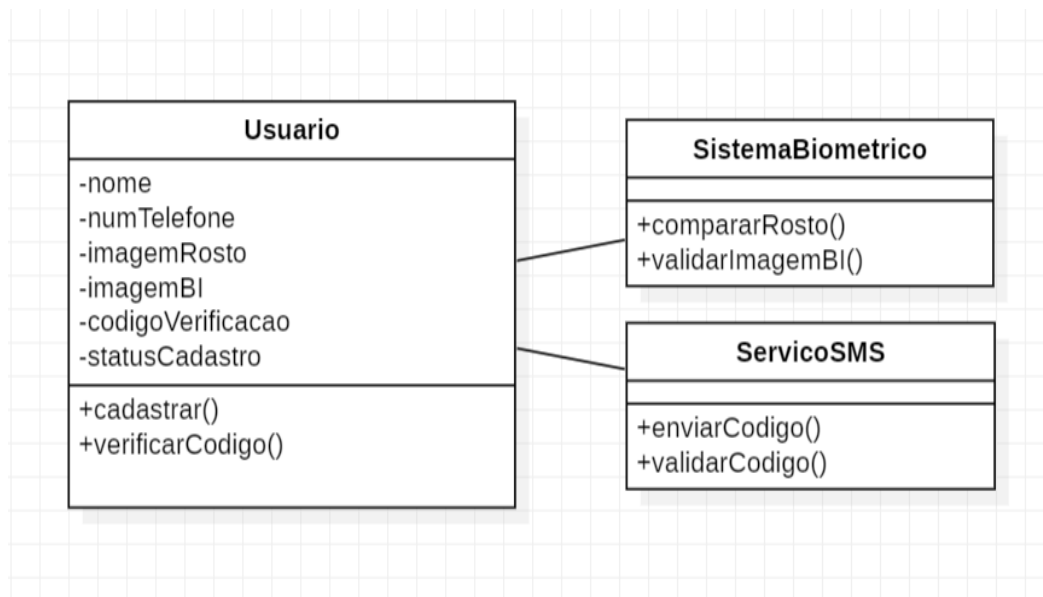 Usuario
-nome
-numTelefone
-imagemRosto
-imagemBI
-codigoVerificacao
-statusCadastro
+cadastrar()
+verificarCodigo()
SistemaBiometrico
+compararRosto()
+validarImagemBI()
ServicoSMS
+enviarCodigo()
+validarCodigo()